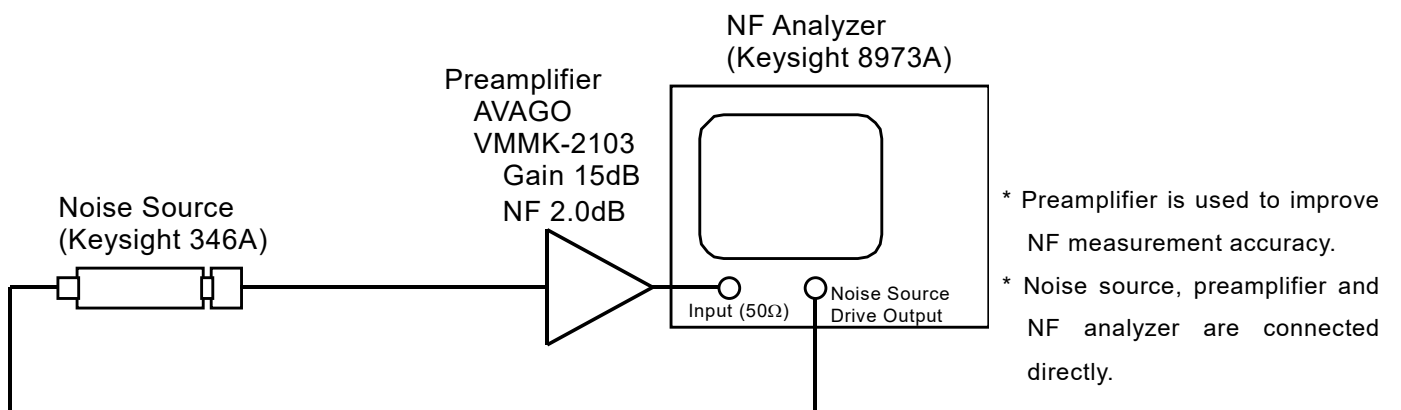 NF Analyzer
(Keysight 8973A)
Preamplifier
AVAGO
VMMK-2103
Gain 15dB
NF 2.0dB
Noise Source
(Keysight 346A)
Input (50Ω)
Noise Source
Drive Output
* Preamplifier is used to improve
NF measurement accuracy.
* Noise source, preamplifier and
NF analyzer are connected
directly.